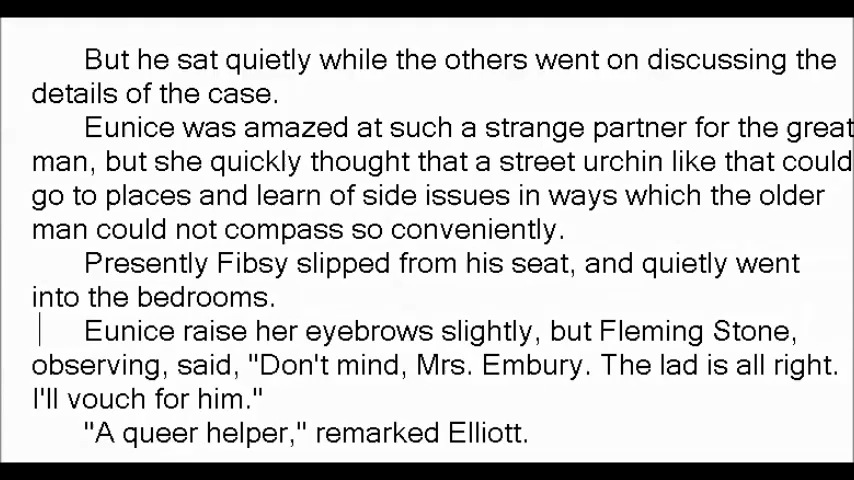 But he sat quietly while the others went on discussing the
details of the case.
Eunice was amazed at such a strange partner for the great
man, but she quickly thought that a street urchin like that could
go to places and learn of side issues in ways which the older
man could not compass so conveniently.
Presently Fibsy slipped from his seat, and quietly went
into the bedrooms.
Eunice raise her eyebrows slightly, but Fleming Stone,
observing, said, "Don't mind, Mrs. Embury. The lad is all right.
I'll vouch for him."
"A queer helper," remarked Elliott.